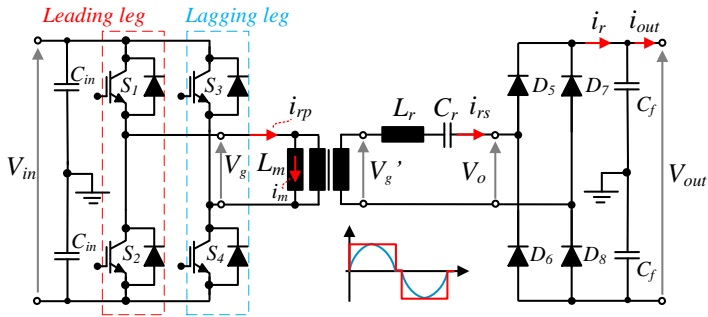 Leading leg
Lagging leg
i_r
i_out
C_in
S_1
S_3
D_5
D_7
C_f
i_rp
L_r
C_r
i_rs
V_in
V_g
L_m
i_m
V_g'
V_o
V_out
C_in
S_2
S_4
D_6
D_8
C_f